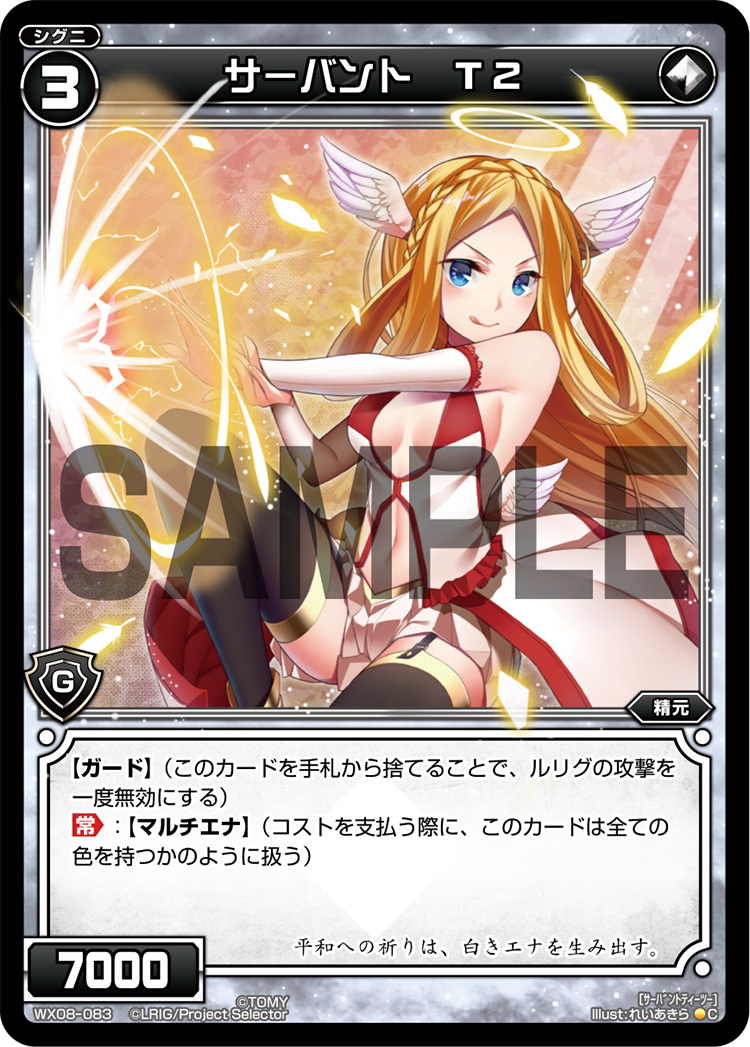 シグニ
3
サーバント T2
SAMPLE
G
精元
【ガード】(このカードを手札から捨てることで、ルリグの攻撃を
一度無効にする)
常:【マルチエナ】(コストを支払う際に、このカードは全ての
色を持つかのように扱う)
平和への祈りは、白きエナを生み出す。
7000
WX08-083 ©LRIG/Project Selector
©TOMY
[サーバントティーツー]
Illust:れいあきら C